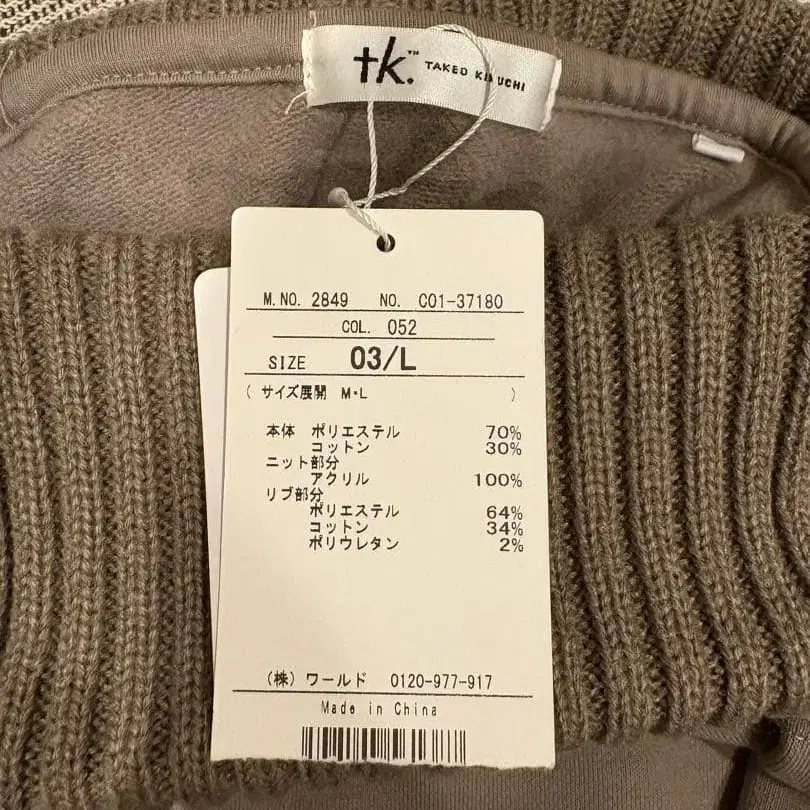 tk.™ TAKEO KIKUCHI
M.NO. 2849 NO. C01-37180
COL. 052
SIZE 03/L
( サイズ展開 M・L )
本体 ポリエステル 70%
コットン 30%
ニット部分
アクリル 100%
リブ部分
ポリエステル 64%
コットン 34%
ポリウレタン 2%
(株) ワールド 0120-977-917
Made in China